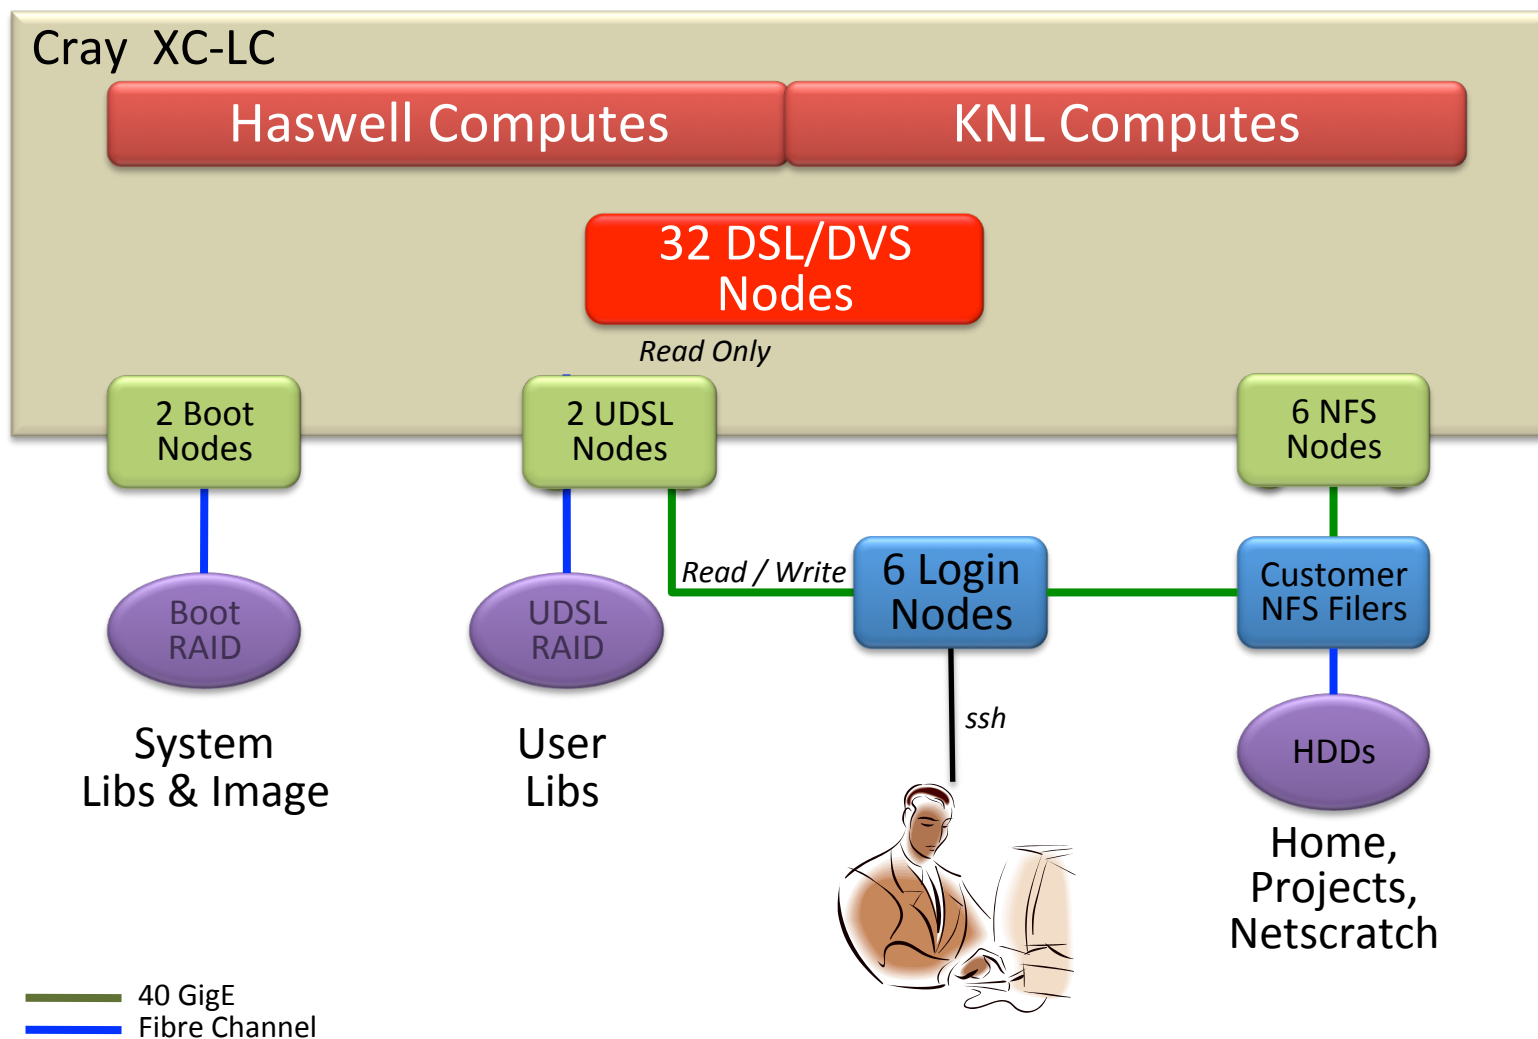 Cray XC-LC
Haswell Computes
KNL Computes
32 DSL/DVS
Nodes
Read Only
2 Boot
Nodes
2 UDSL
Nodes
6 NFS
Nodes
Read / Write
6 Login
Nodes
Customer
NFS Filers
Boot
RAID
UDSL
RAID
ssh
HDDs
System
Libs & Image
User
Libs
Home,
Projects,
Netscratch
40 GigE
Fibre Channel